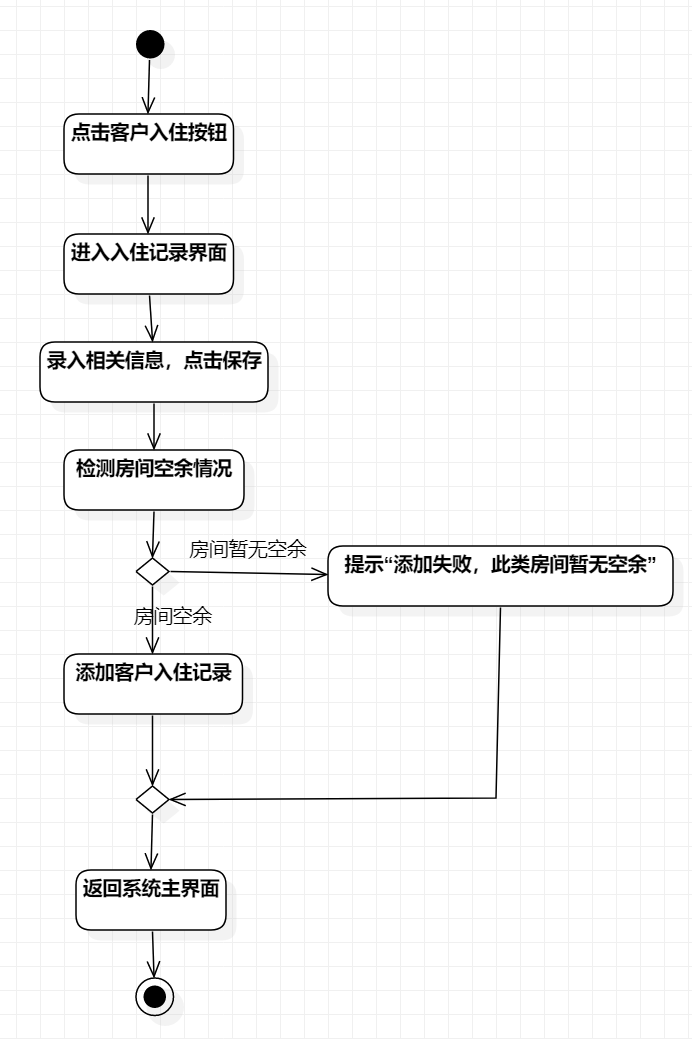 点击客户入住按钮
进入入住记录界面
录入相关信息，点击保存
检测房间空余情况
房间暂无空余
提示“添加失败，此类房间暂无空余”
房间空余
添加客户入住记录
返回系统主界面